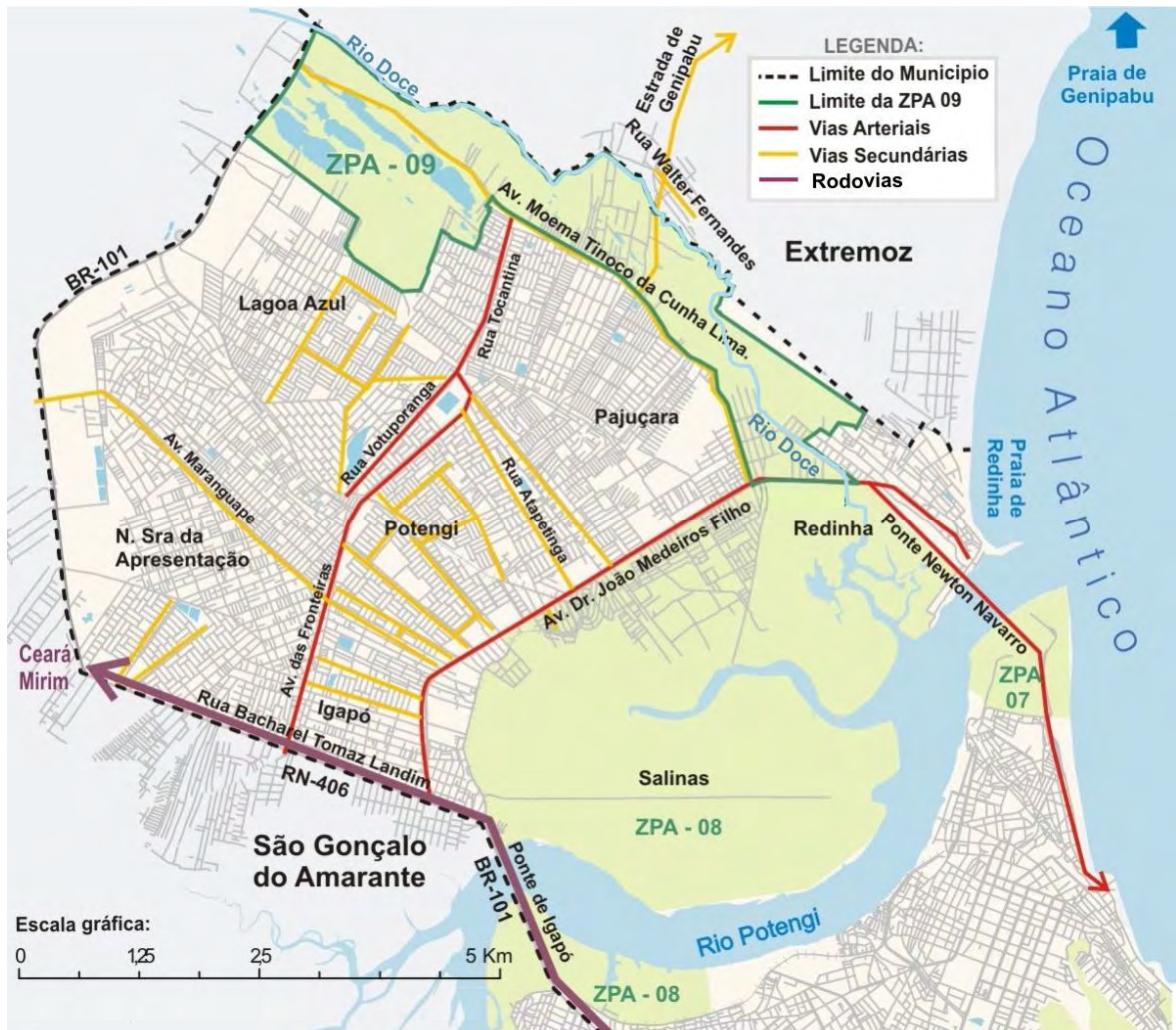 Rio Doce
Estrada de
Genipabu
Rua Walter Fernandes
LEGENDA:
Limite do Municipio
Limite da ZPA 09
Vias Arteriais
Vias Secundárias
Rodovias
Praia de
Genipabu
Oceano Atlântico
ZPA - 09
Av. Moema Tinoco da Cunha Lima.
Extremoz
BR-101
Lagoa Azul
Rua Tocantina
Rua Votuporanga
Pajuçara
Rio Doce
Praia de
Redinha
Av. Maranguape
Rua Atapetinga
N. Sra da
Apresentação
Potengi
Redinha
Av. Dr. João Medeiros Filho
Ponte Newton Navarro
Av. das Fronteiras
Ceará
Mirim
ZPA
07
Igapó
Rua Bacharel Tomaz Landim
RN-406
Salinas
ZPA - 08
São Gonçalo
do Amarante
BR-101
Ponte de Igapó
Rio Potengi
Escala gráfica:
0 1,25 2,5 5 Km
ZPA - 08